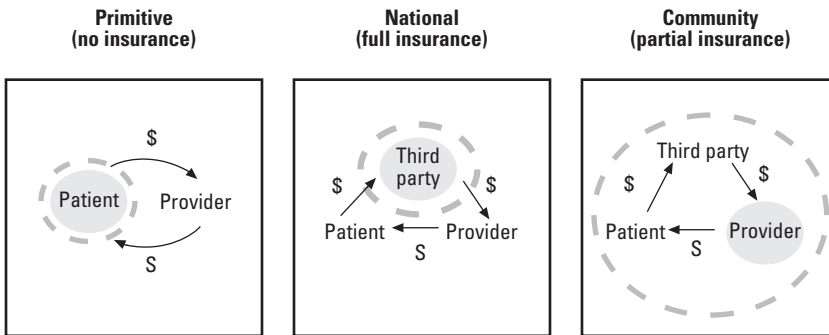 Primitive
(no insurance)
National
(full insurance)
Community
(partial insurance)
$
Patient
Provider
S
Third
party
$
$
Patient
Provider
S
Third party
$
$
Patient
Provider
S